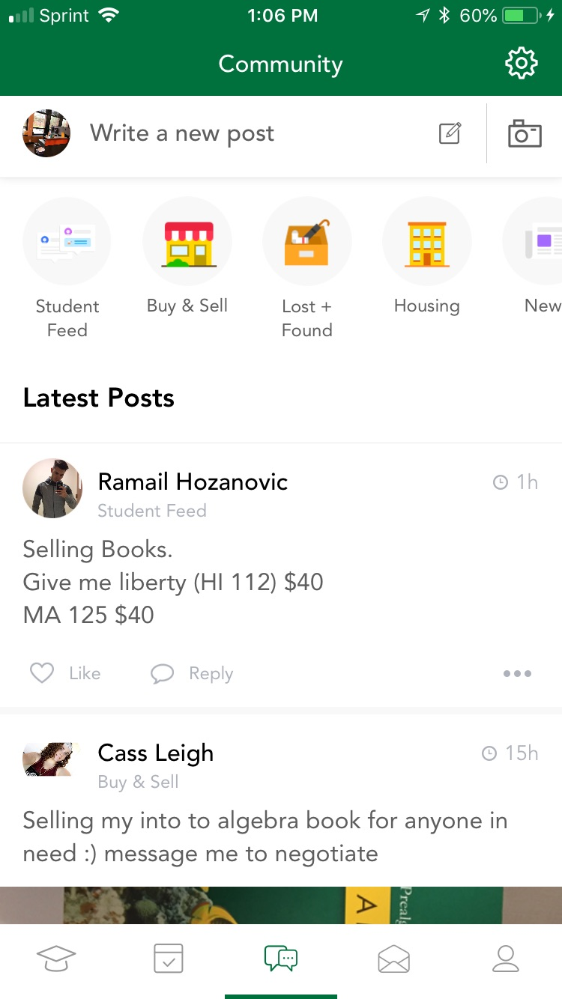 Sprint 1:06 PM 60%
Community
Write a new post
Student Feed
Buy & Sell
Lost + Found
Housing
New
Latest Posts
Ramail Hozanovic 1h
Student Feed
Selling Books.
Give me liberty (HI 112) $40
MA 125 $40
Like Reply
Cass Leigh 15h
Buy & Sell
Selling my into to algebra book for anyone in
need :) message me to negotiate
A
Prealg